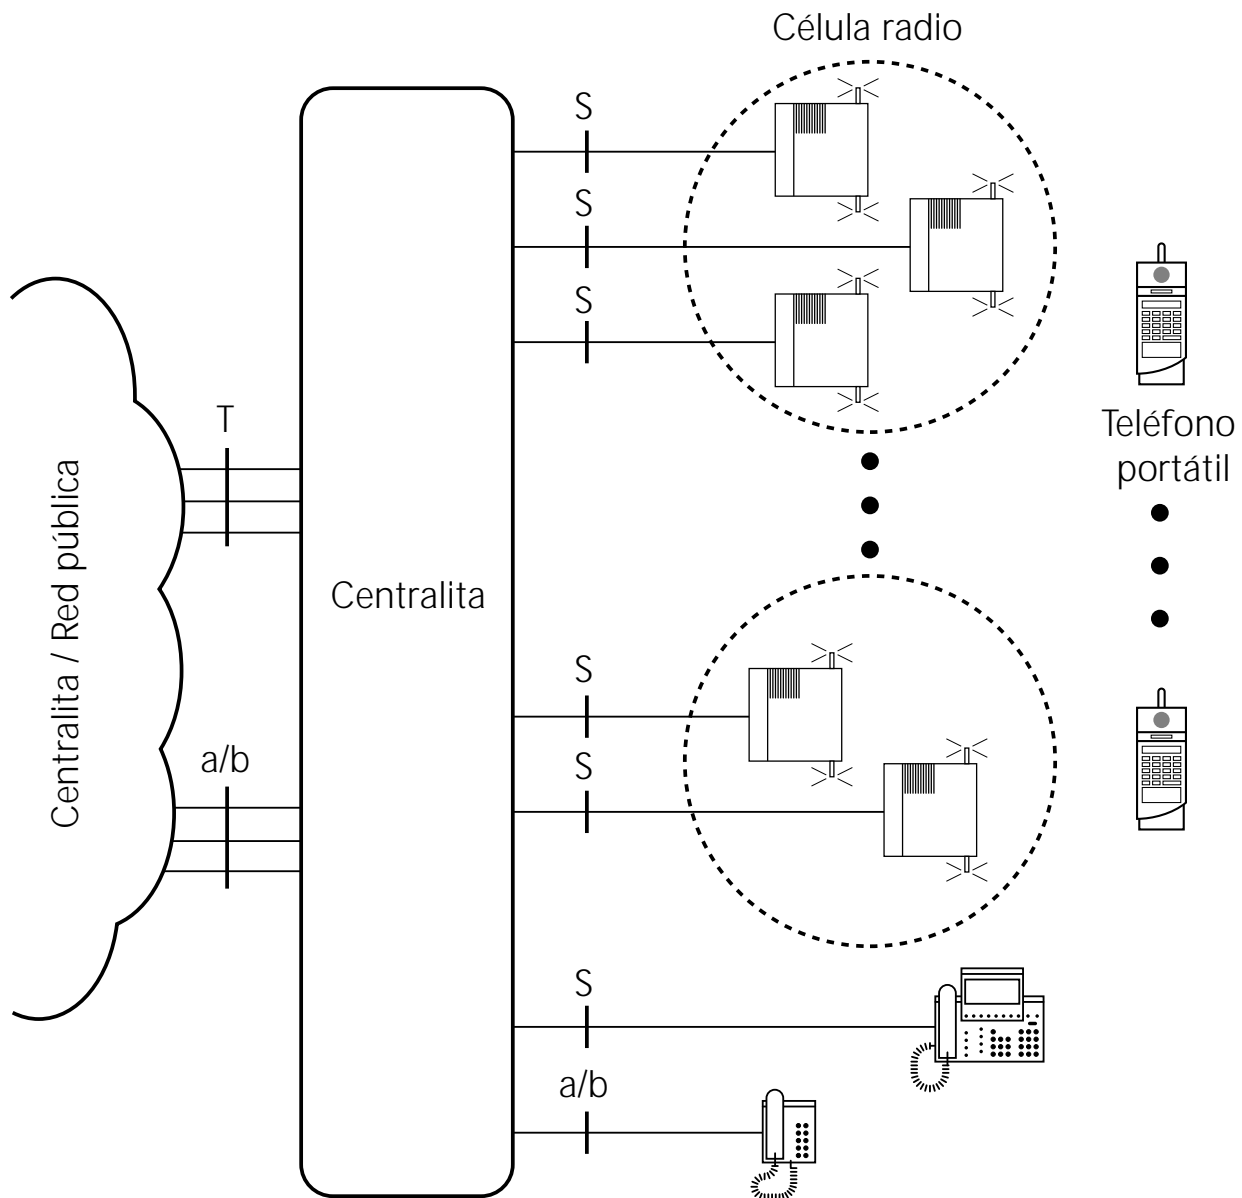 Célula radio
S
S
S
Teléfono
portátil
T
Centralita / Red pública
Centralita
a/b
S
S
S
a/b